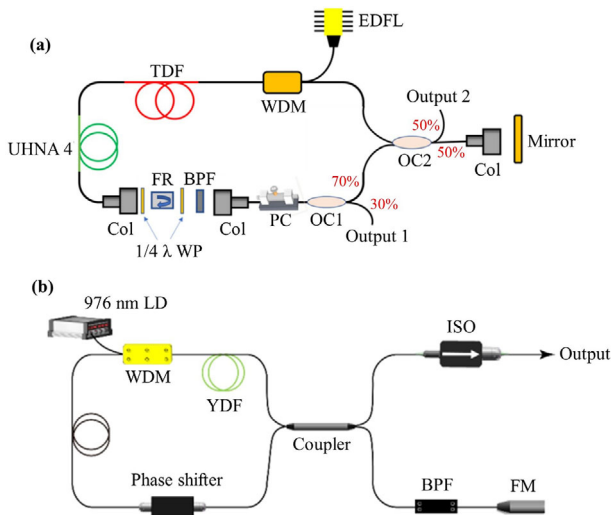 (a)
EDFL
TDF
WDM
Output 2
UHNA 4
50%
50%
OC2
Col
Mirror
FR BPF
70%
30%
Col
Col
PC
OC1
Output 1
1/4 λ WP
(b)
976 nm LD
ISO
Output
WDM
YDF
Coupler
Phase shifter
BPF
FM